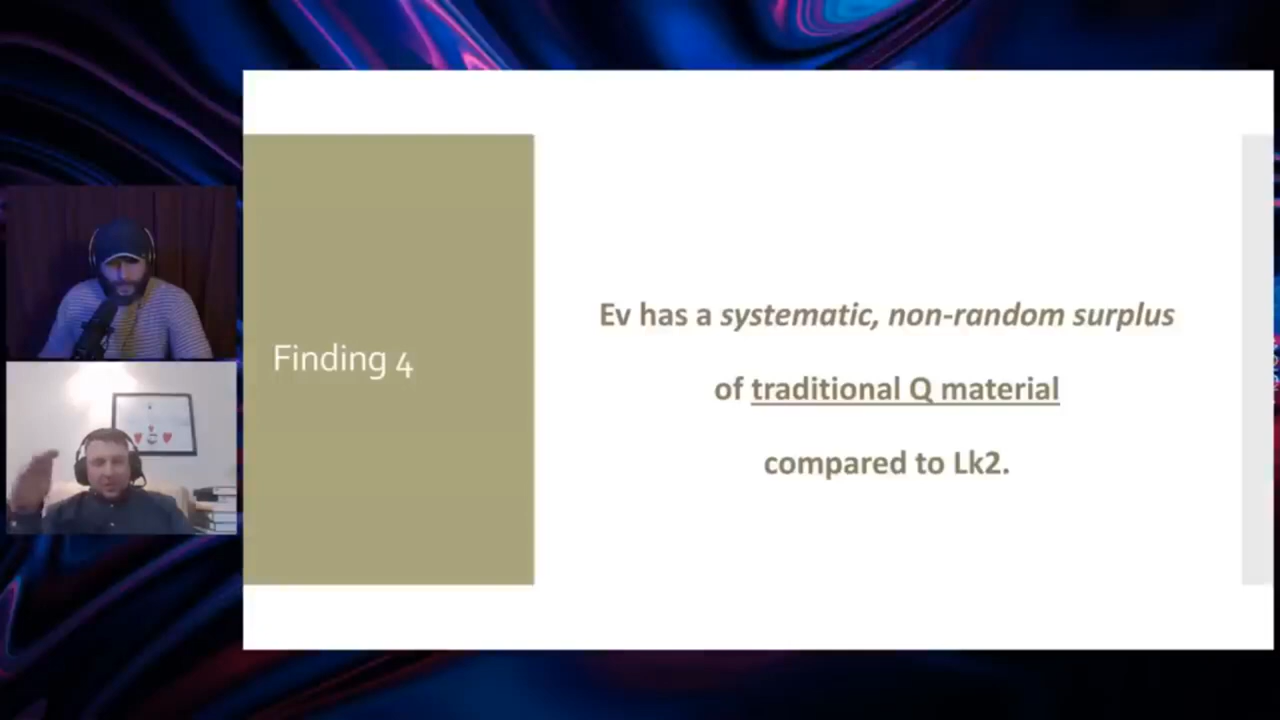 Finding 4
Ev has a systematic, non-random surplus
of traditional Q material
compared to Lk2.